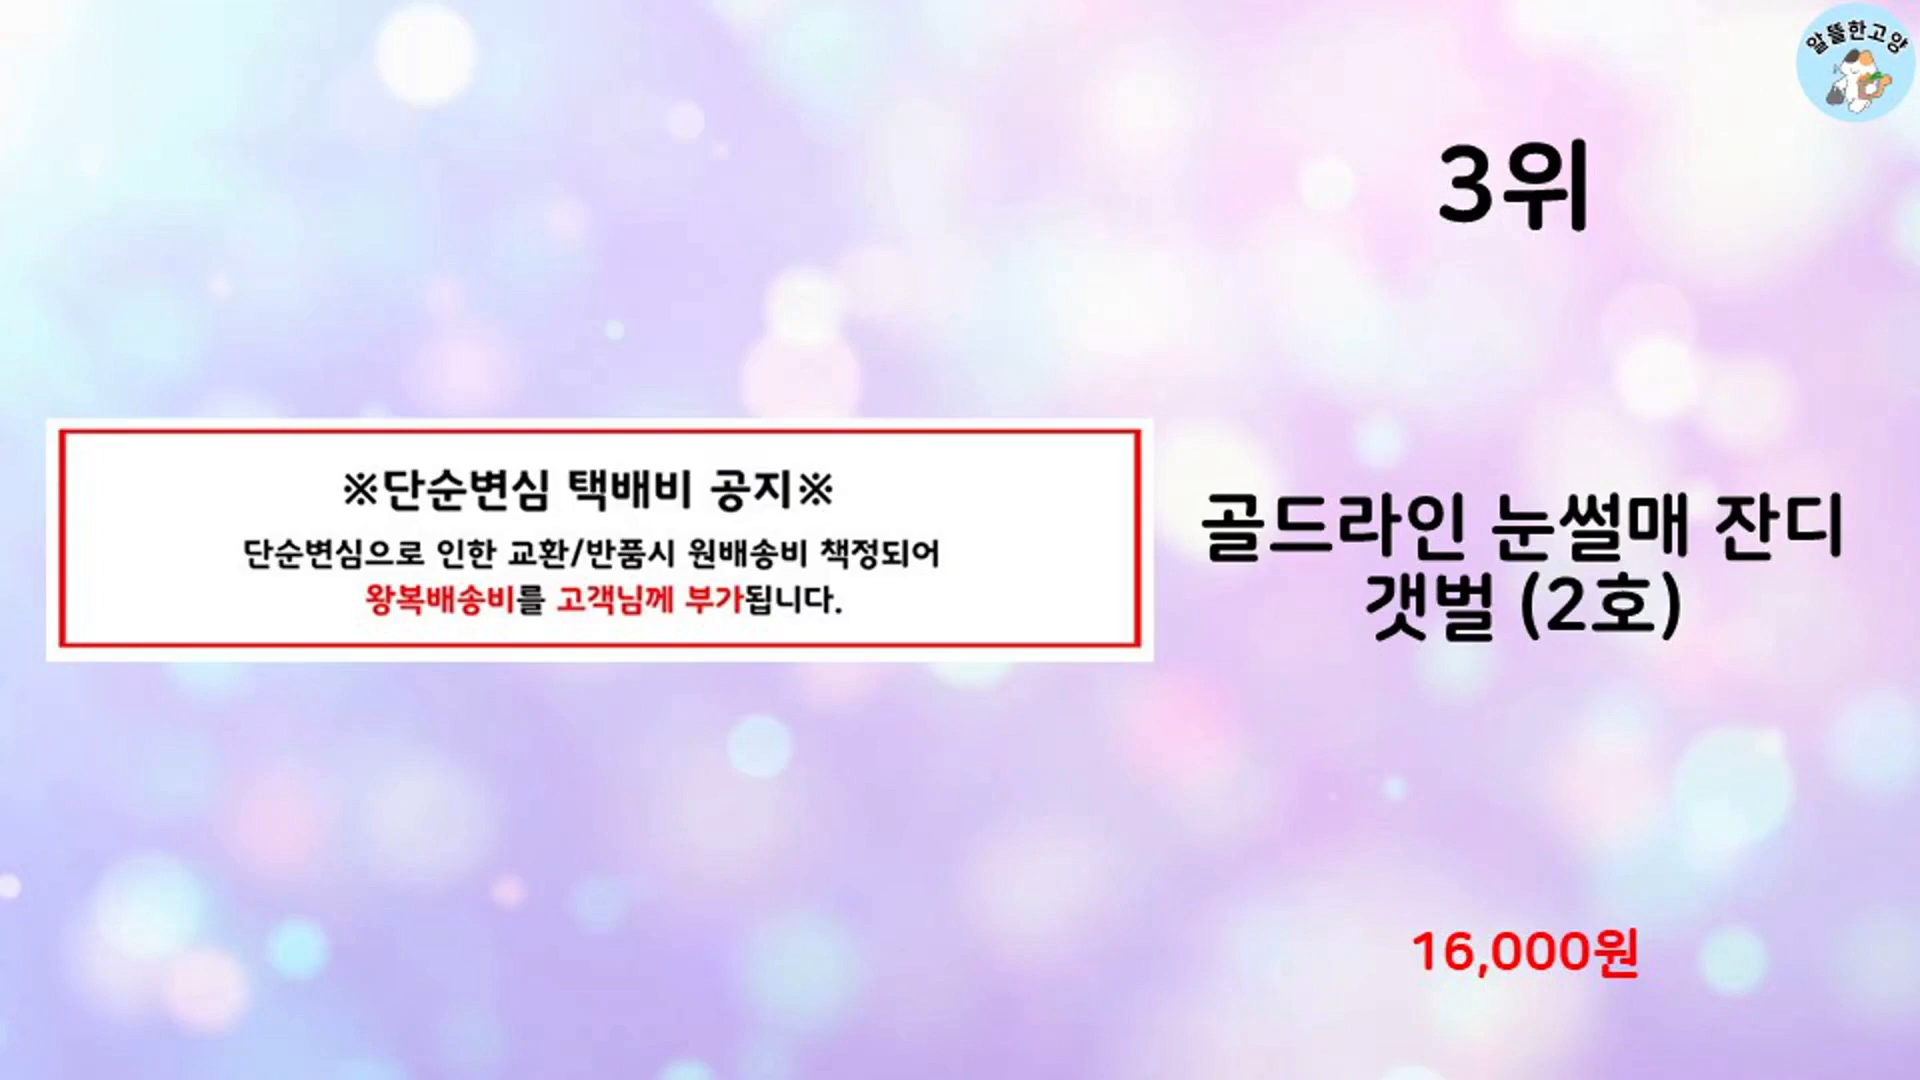 알뜰한고양
3위
※단순변심 택배비 공지※
단순변심으로 인한 교환/반품시 원배송비 책정되어
왕복배송비를 고객님께 부가됩니다.
골드라인 눈썰매 잔디
갯벌 (2호)
16,000원